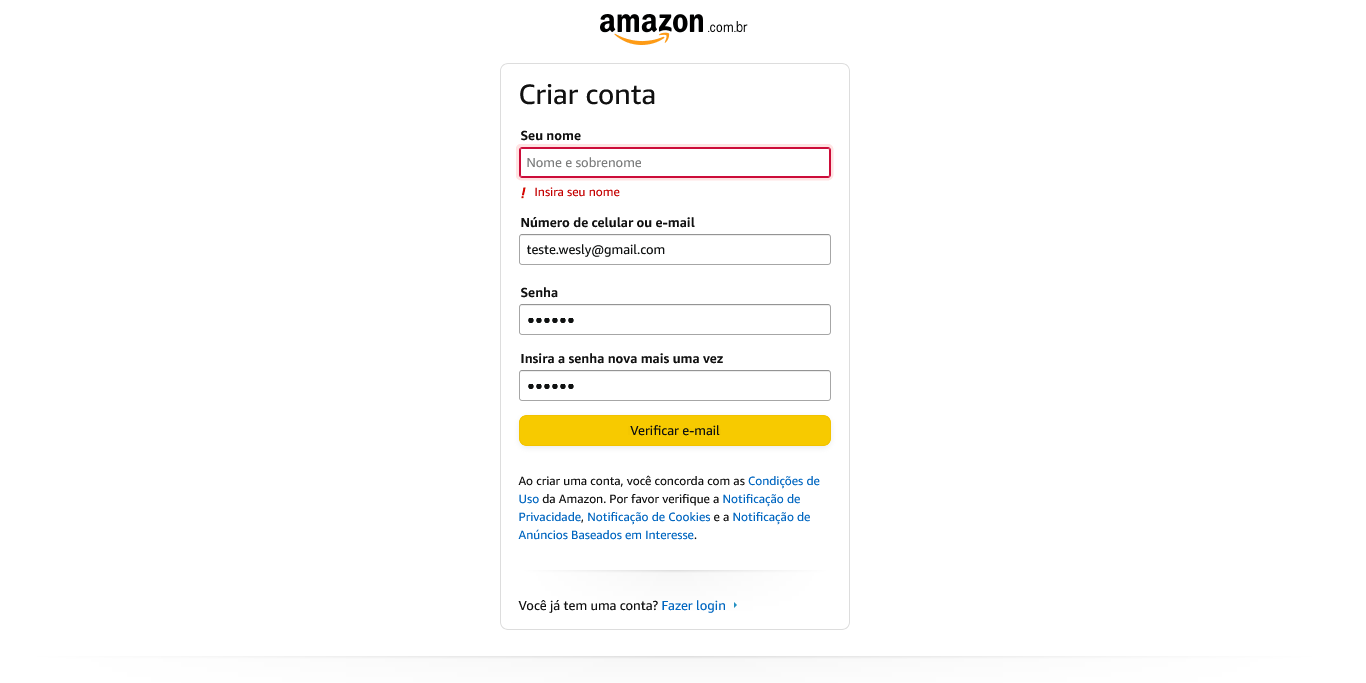 amazon.com.br
Criar conta
Seu nome
Nome e sobrenome
! Insira seu nome
Número de celular ou e-mail
teste.wesly@gmail.com
Senha
••••••
Insira a senha nova mais uma vez
••••••
Verificar e-mail
Ao criar uma conta, você concorda com as Condições de
Uso da Amazon. Por favor verifique a Notificação de
Privacidade, Notificação de Cookies e a Notificação de
Anúncios Baseados em Interesse.
Você já tem uma conta? Fazer login